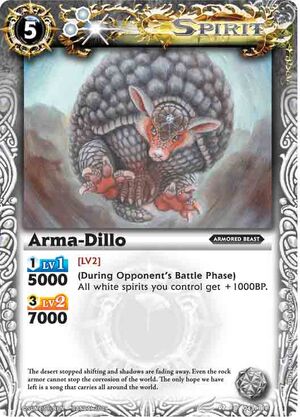 5
SPIRIT
Arma-Dillo
ARMORED BEAST
1 LV1
5000
[LV2]
(During Opponent's Battle Phase)
All white spirits you control get +1000BP.
3 LV2
7000
The desert stopped shifting and shadows are fading away. Even the rock
armor cannot stop the corrosion of this world. The only hope we have
left is a song that carries all around the world.